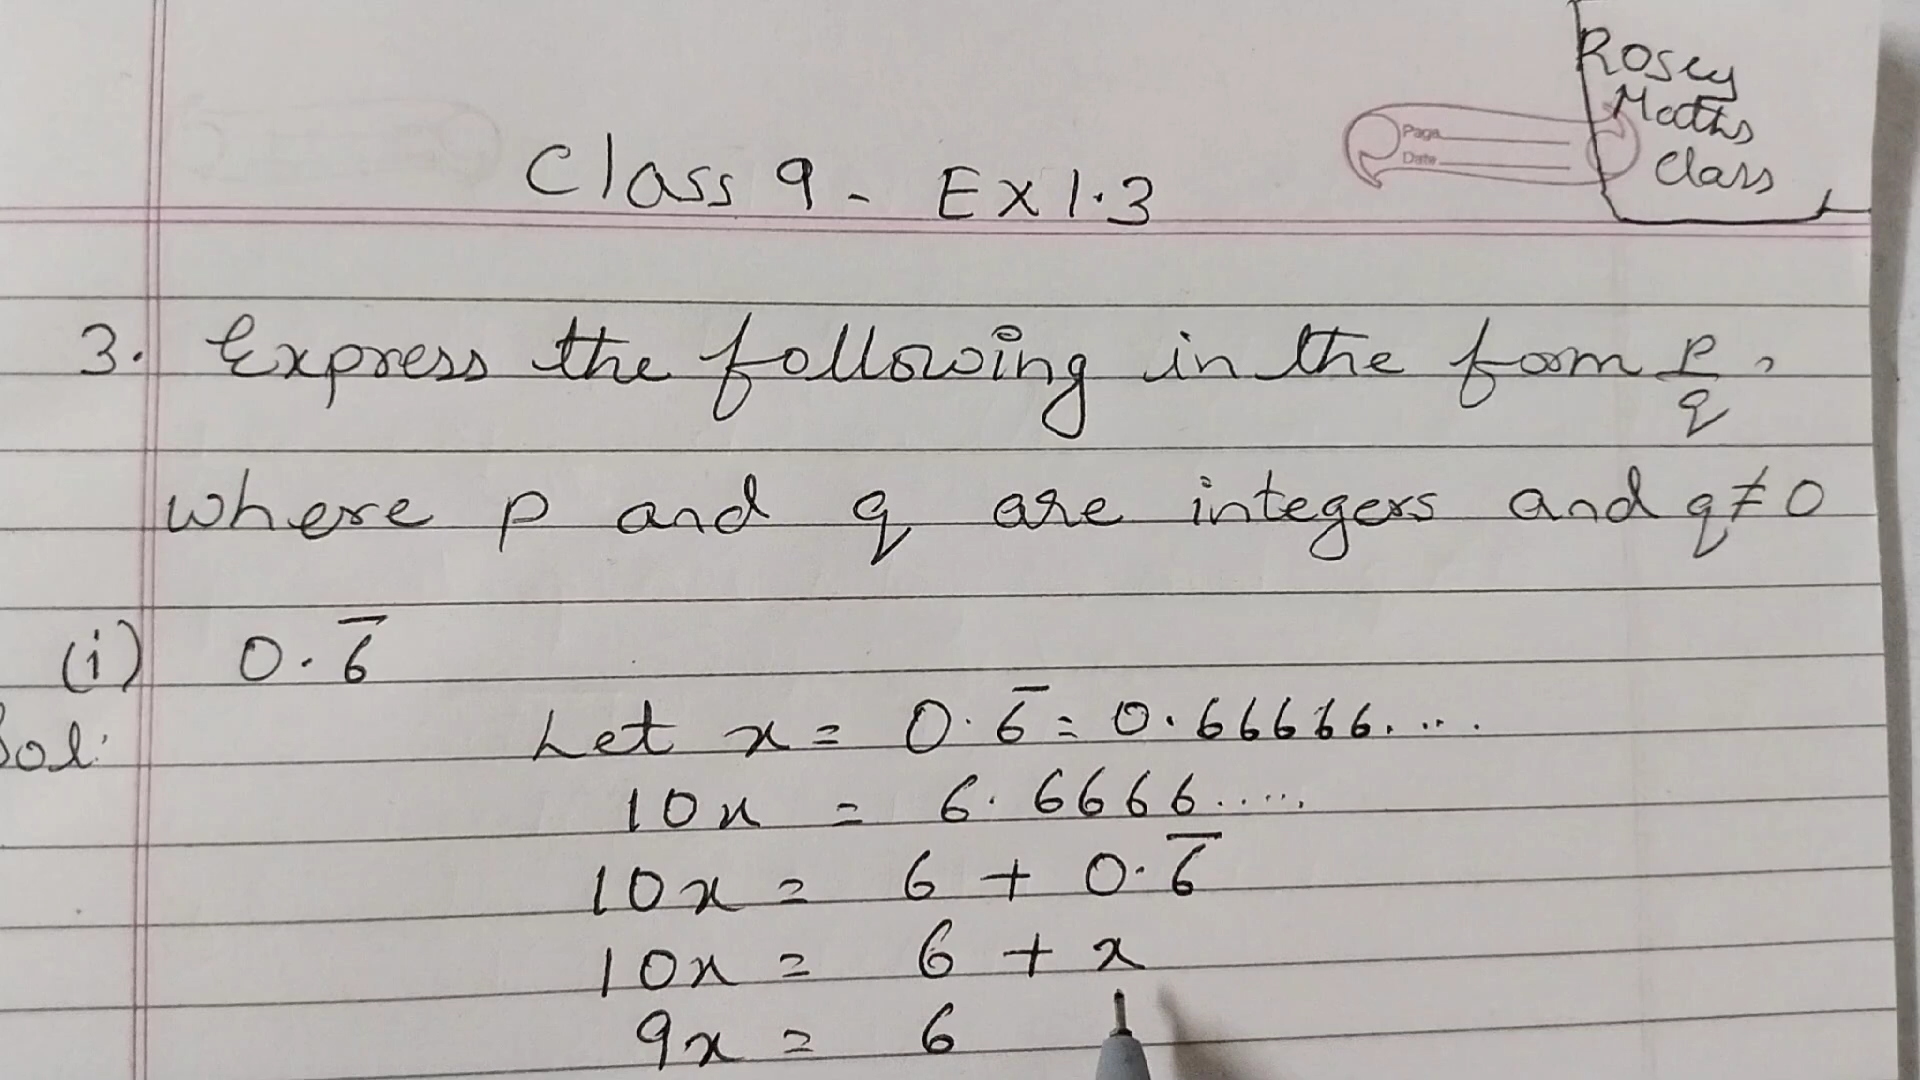 Rosey
Maths
Class
Page
Date
Class 9 - Ex 1.3
3. Express the following in the form p/q,
where p and q are integers and q ≠ 0
(i) 0.6̅
Sol: Let x = 0.6̅ = 0.66666.....
10x = 6.6666.....
10x = 6 + 0.6̅
10x = 6 + x
9x = 6